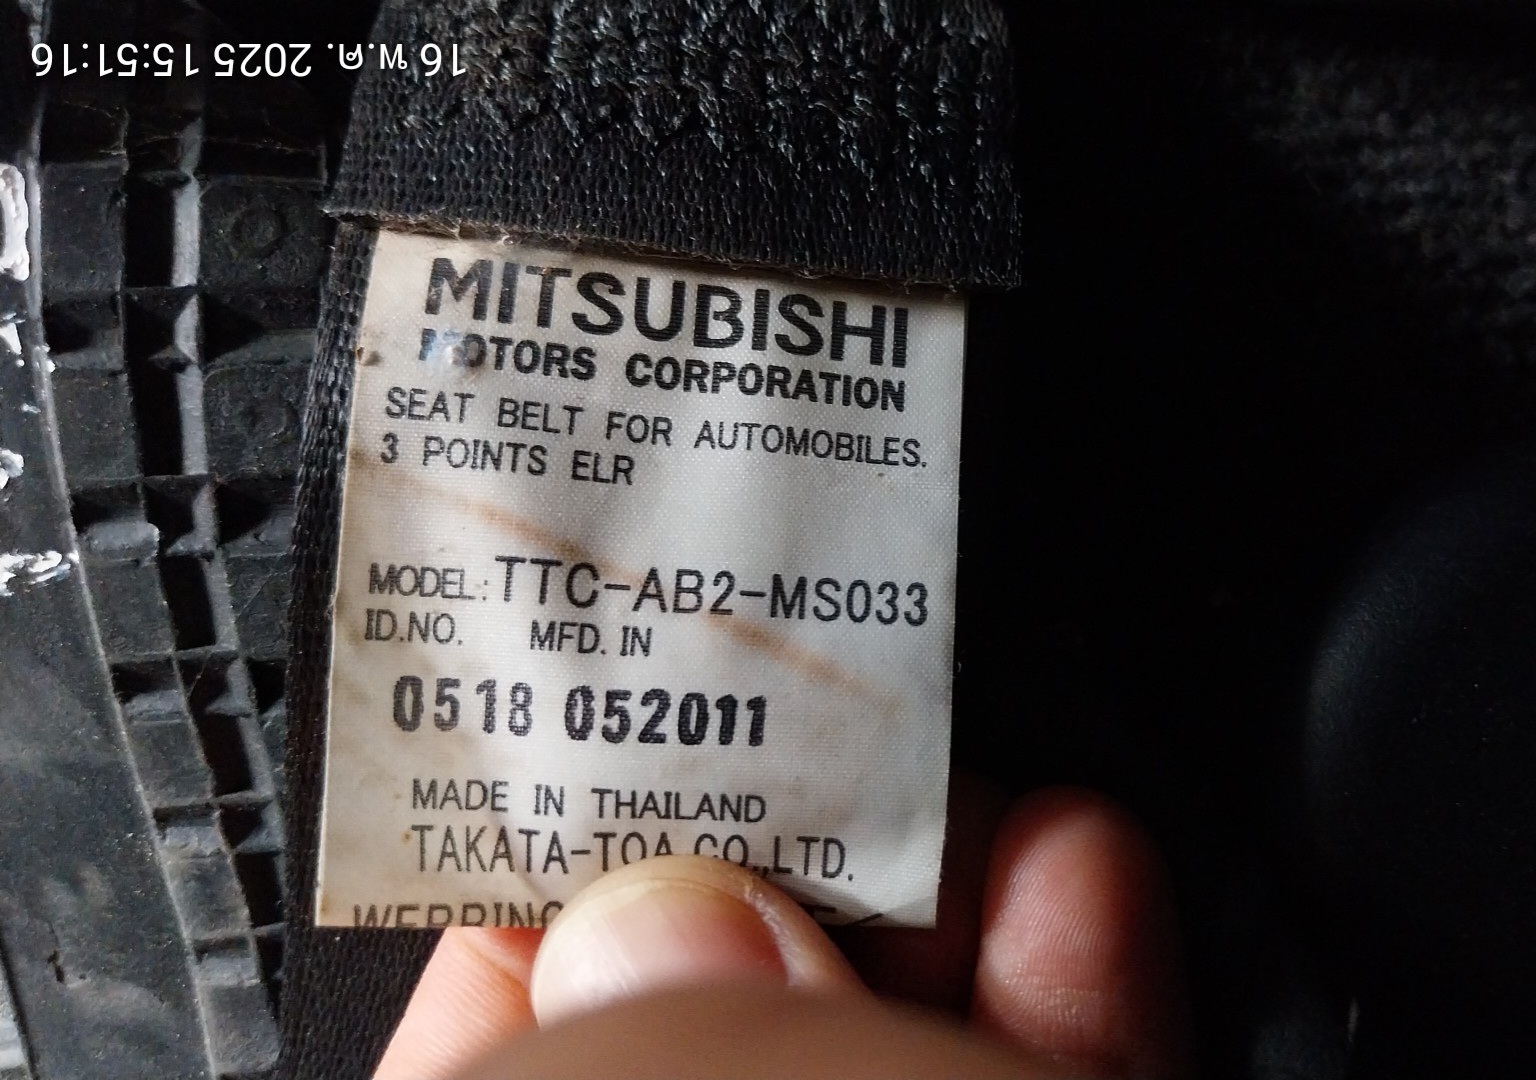 16 พ.ค. 2025 15:51:16
MITSUBISHI
MOTORS CORPORATION
SEAT BELT FOR AUTOMOBILES.
3 POINTS ELR
MODEL: TTC-AB2-MS033
ID.NO. MFD. IN
0518 052011
MADE IN THAILAND
TAKATA-TOA CO.,LTD.